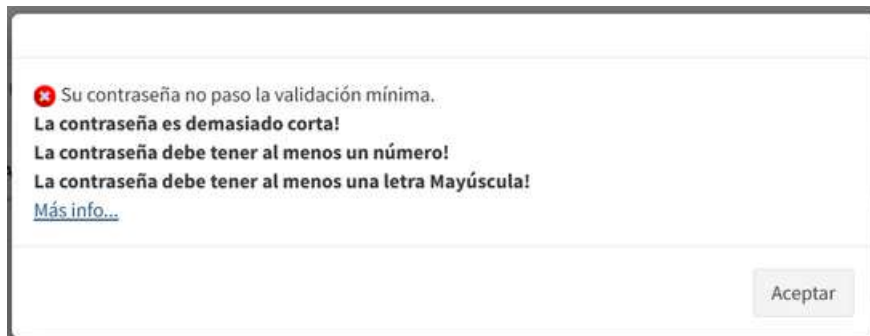 Su contraseña no paso la validación mínima.
La contraseña es demasiado corta!
La contraseña debe tener al menos un número!
La contraseña debe tener al menos una letra Mayúscula!
Más info...
Aceptar